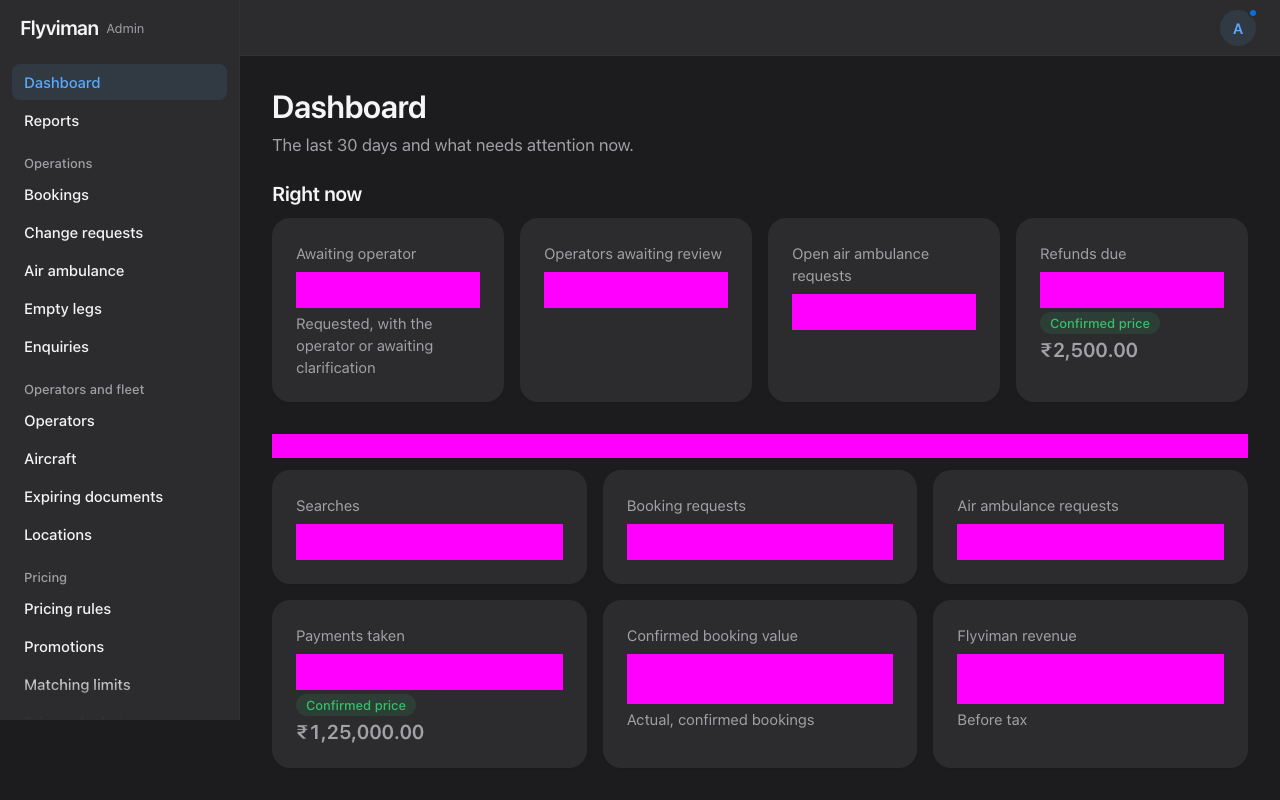 Flyviman Admin
A
Dashboard
Reports
Operations
Bookings
Change requests
Air ambulance
Empty legs
Enquiries
Operators and fleet
Operators
Aircraft
Expiring documents
Locations
Pricing
Pricing rules
Promotions
Matching limits
Dashboard
The last 30 days and what needs attention now.
Right now
Awaiting operator
Requested, with the
operator or awaiting
clarification
Operators awaiting review
Open air ambulance
requests
Refunds due
Confirmed price
₹2,500.00
Searches
Booking requests
Air ambulance requests
Payments taken
Confirmed price
₹1,25,000.00
Confirmed booking value
Actual, confirmed bookings
Flyviman revenue
Before tax